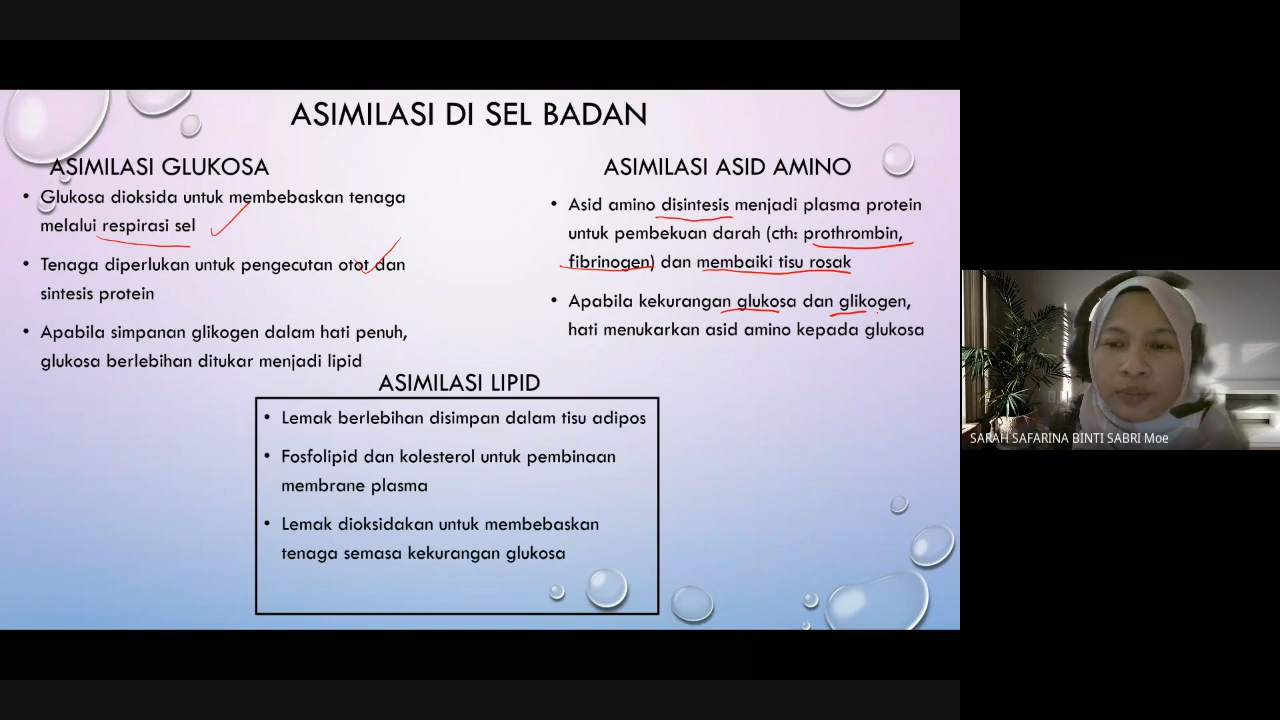 ASIMILASI DI SEL BADAN
ASIMILASI GLUKOSA
• Glukosa dioksida untuk membebaskan tenaga
melalui respirasi sel
• Tenaga diperlukan untuk pengecutan otot dan
sintesis protein
• Apabila simpanan glikogen dalam hati penuh,
glukosa berlebihan ditukar menjadi lipid
ASIMILASI ASID AMINO
• Asid amino disintesis menjadi plasma protein
untuk pembekuan darah (cth: prothrombin,
fibrinogen) dan membaiki tisu rosak
• Apabila kekurangan glukosa dan glikogen,
hati menukarkan asid amino kepada glukosa
ASIMILASI LIPID
• Lemak berlebihan disimpan dalam tisu adipos
• Fosfolipid dan kolesterol untuk pembinaan
membrane plasma
• Lemak dioksidakan untuk membebaskan
tenaga semasa kekurangan glukosa
SARAH SAFARINA BINTI SABRI Moe